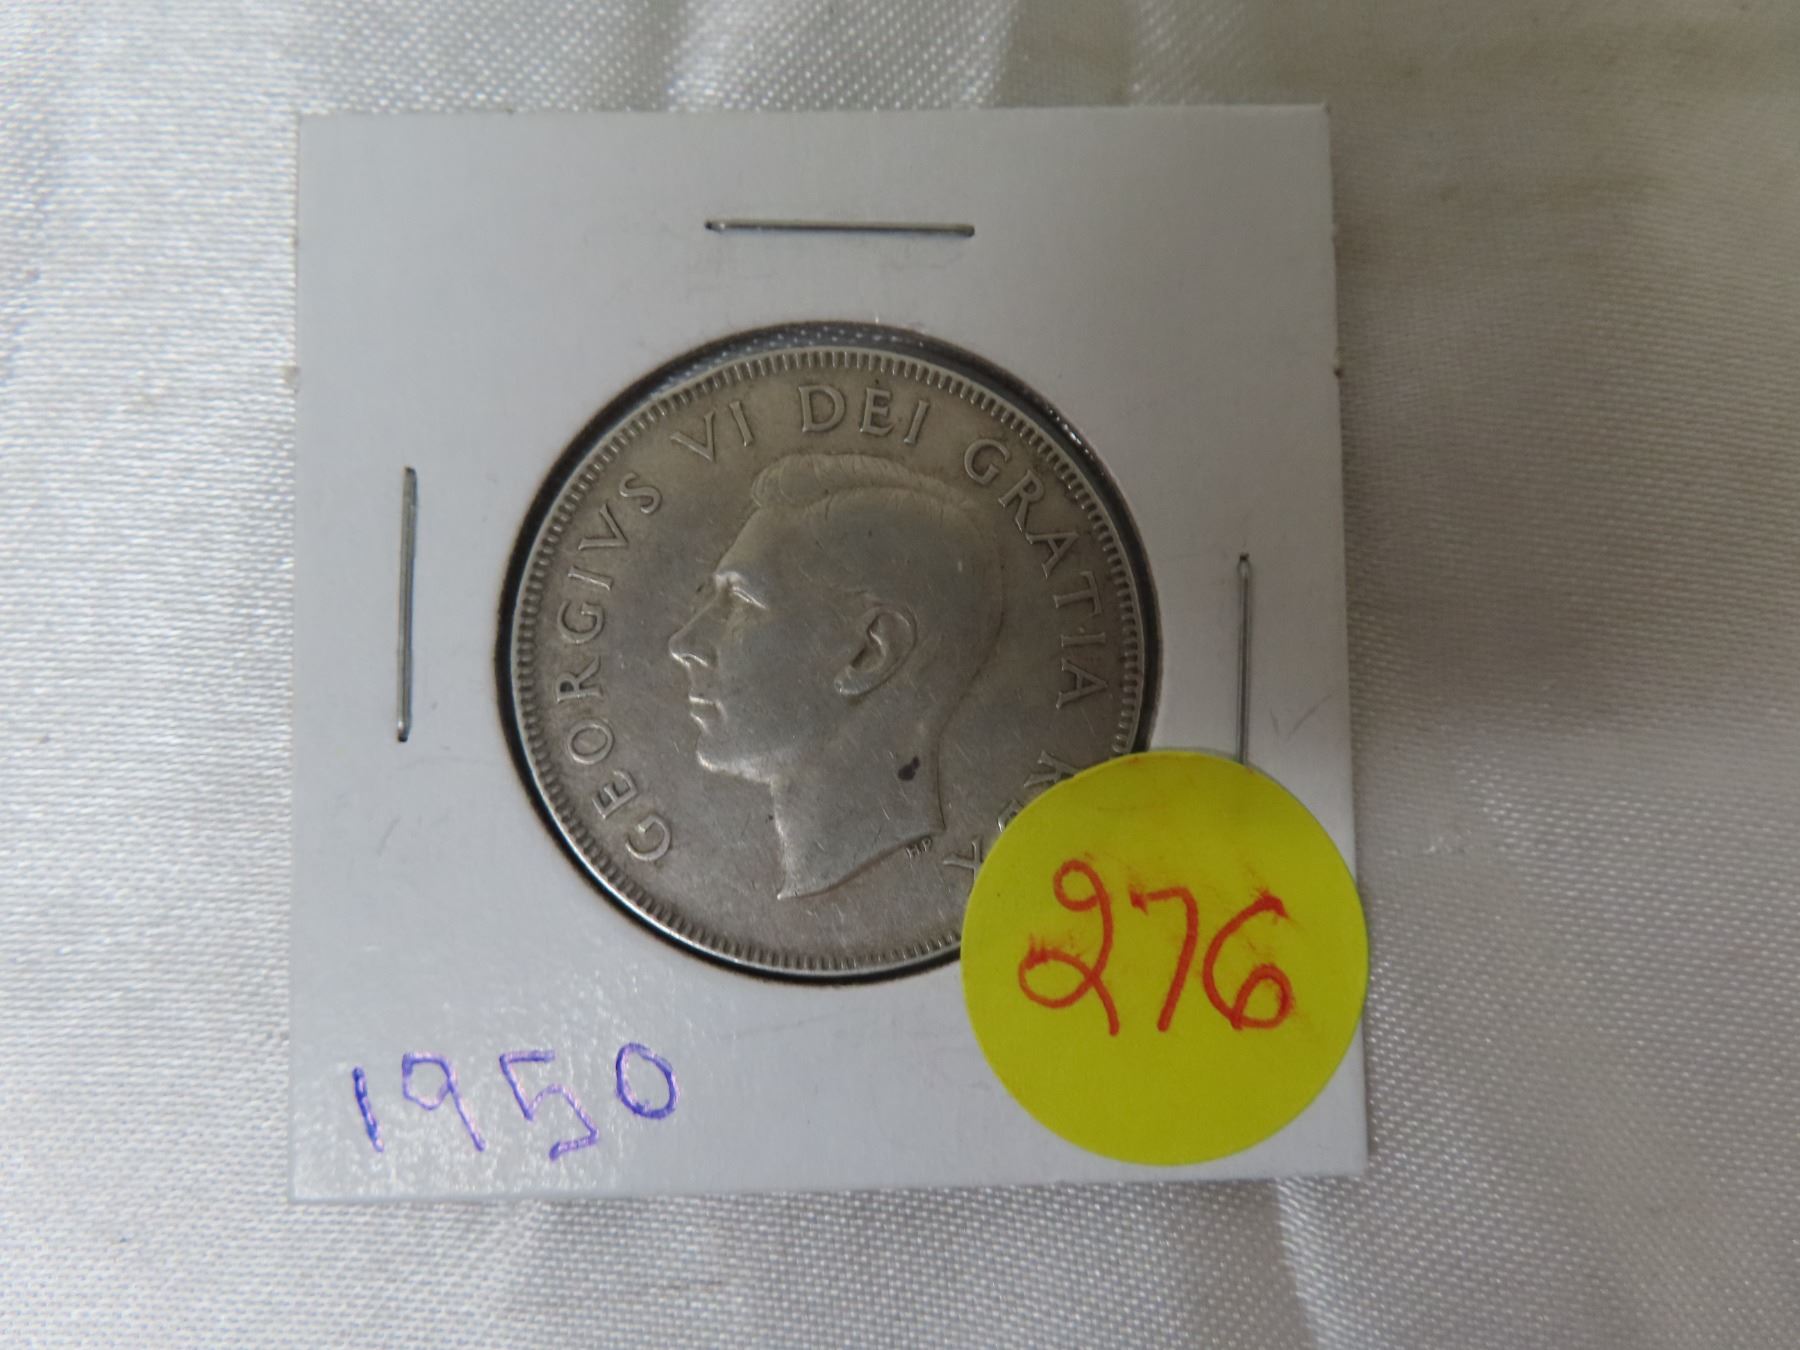 GEORGIVS VI DEI GRATIA REX
HP
276
1950